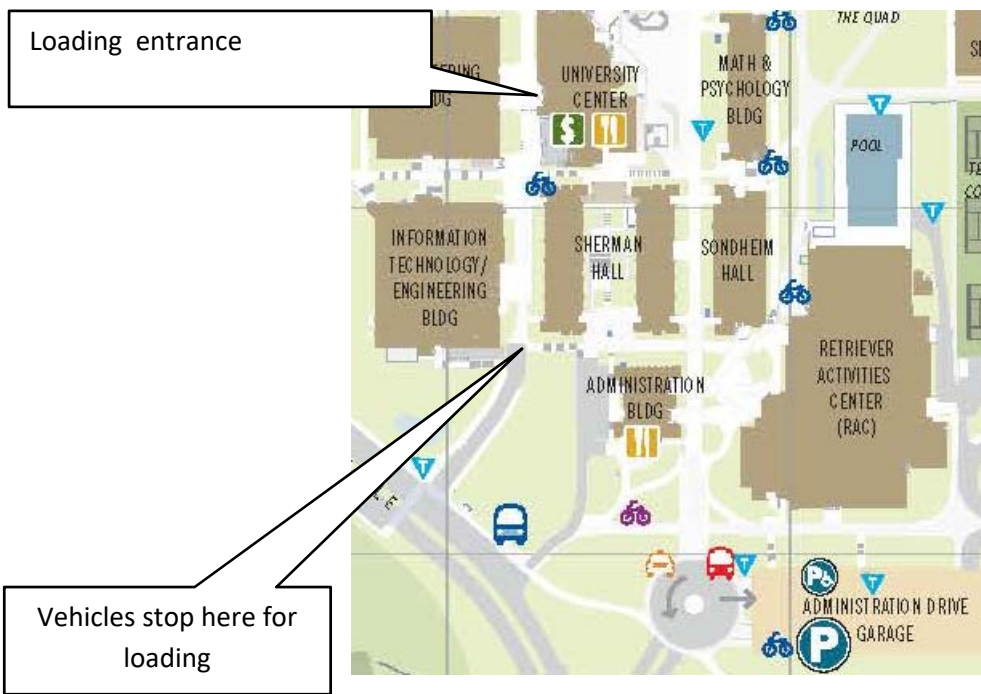 Loading entrance
THE QUAD
UNIVERSITY
CENTER
MATH &
PSYCHOLOGY
BLDG
POOL
INFORMATION
TECHNOLOGY/
ENGINEERING
BLDG
SHERMAN
HALL
SONDHEIM
HALL
ADMINISTRATION
BLDG
RETRIEVER
ACTIVITIES
CENTER
(RAC)
Vehicles stop here for
loading
ADMINISTRATION DRIVE
GARAGE
P